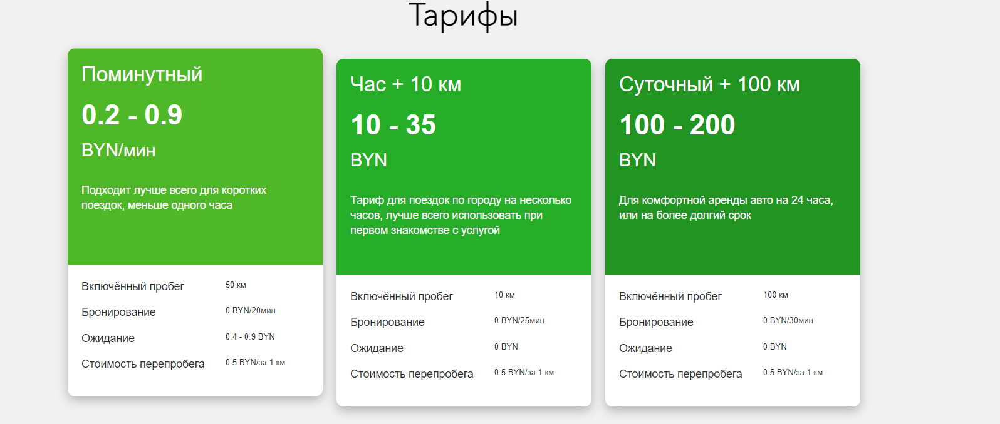 Тарифы
Поминутный
0.2 - 0.9
BYN/мин
Подходит лучше всего для коротких
поездок, меньше одного часа
Включённый пробег 50 км
Бронирование 0 BYN/20мин
Ожидание 0.4 - 0.9 BYN
Стоимость перепробега 0.5 BYN/за 1 км
Час + 10 км
10 - 35
BYN
Тариф для поездок по городу на несколько
часов, лучше всего использовать при
первом знакомстве с услугой
Включённый пробег 10 км
Бронирование 0 BYN/25мин
Ожидание 0 BYN
Стоимость перепробега 0.5 BYN/за 1 км
Суточный + 100 км
100 - 200
BYN
Для комфортной аренды авто на 24 часа,
или на более долгий срок
Включённый пробег 100 км
Бронирование 0 BYN/30мин
Ожидание 0 BYN
Стоимость перепробега 0.5 BYN/за 1 км